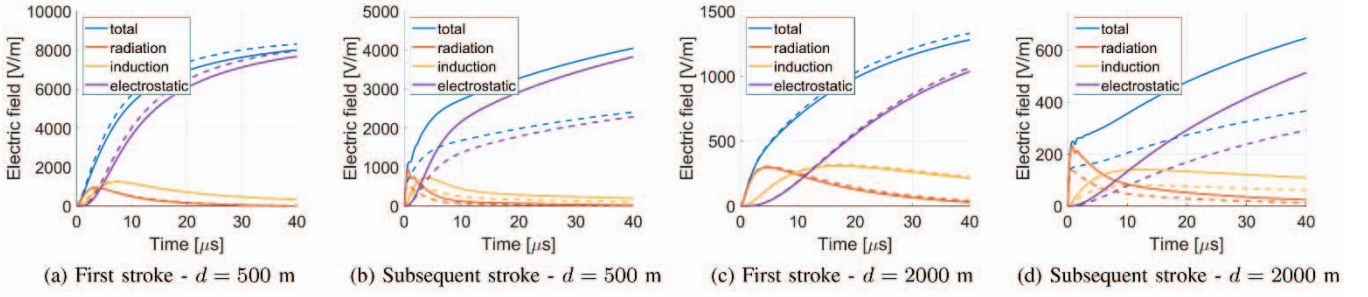 Electric field [V/m]
10000
8000
6000
4000
2000
0
total
radiation
induction
electrostatic
0 10 20 30 40
Time [μs]
(a) First stroke - d = 500 m
Electric field [V/m]
5000
4000
3000
2000
1000
0
total
radiation
induction
electrostatic
0 10 20 30 40
Time [μs]
(b) Subsequent stroke - d = 500 m
Electric field [V/m]
1500
1000
500
0
total
radiation
induction
electrostatic
0 10 20 30 40
Time [μs]
(c) First stroke - d = 2000 m
Electric field [V/m]
600
400
200
0
total
radiation
induction
electrostatic
0 10 20 30 40
Time [μs]
(d) Subsequent stroke - d = 2000 m